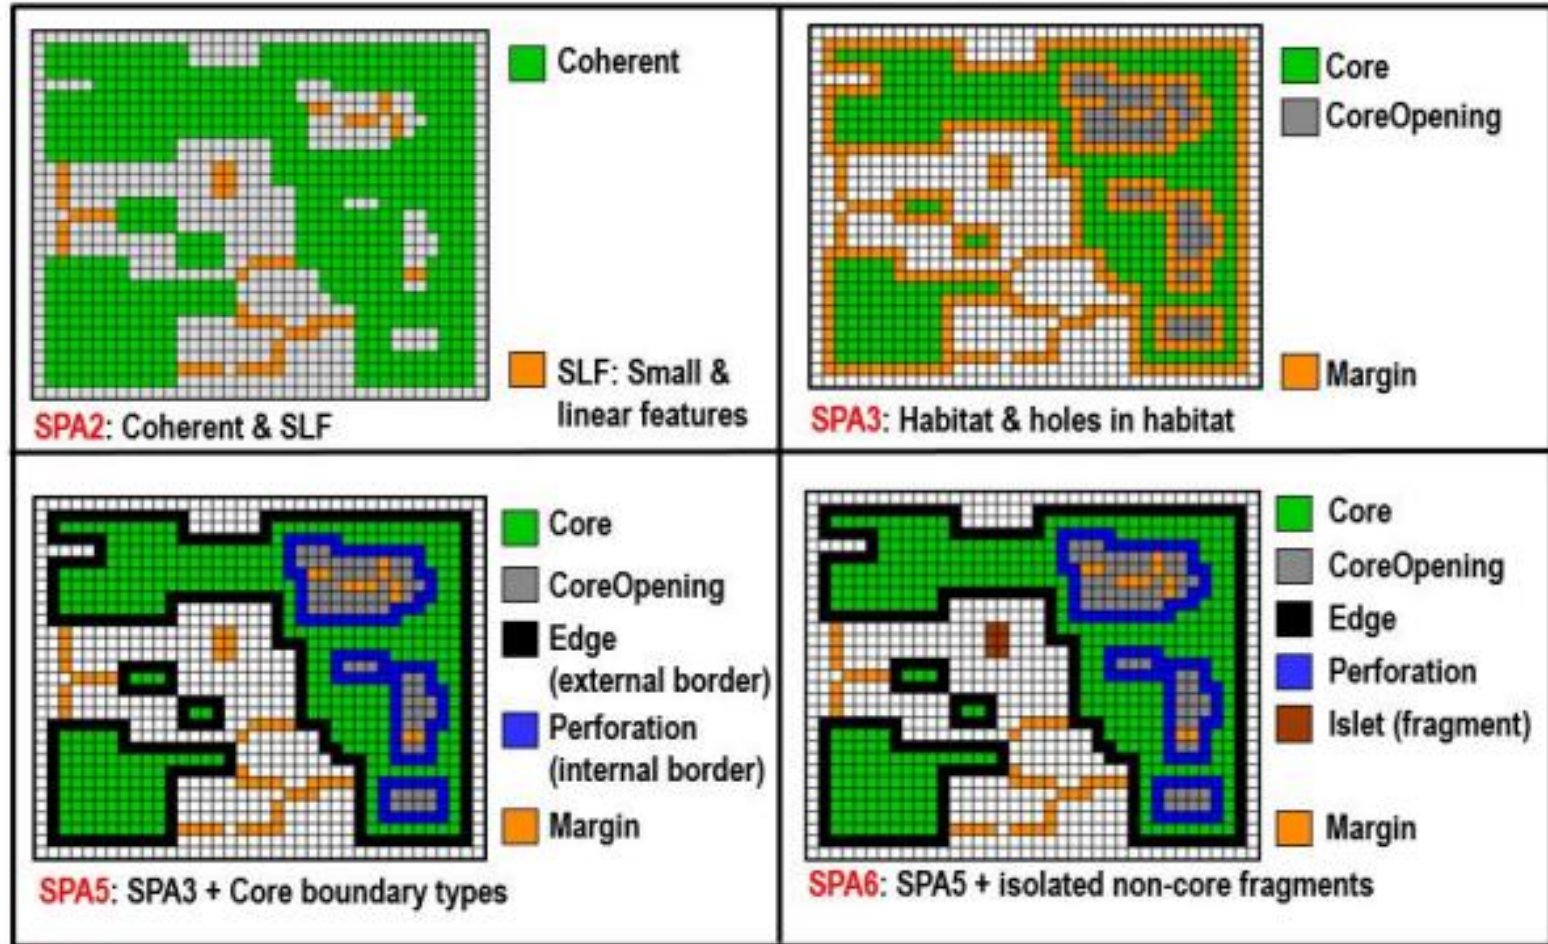 Coherent
SLF: Small &
linear features
SPA2: Coherent & SLF
Core
CoreOpening
Margin
SPA3: Habitat & holes in habitat
Core
CoreOpening
Edge
(external border)
Perforation
(internal border)
Margin
SPA5: SPA3 + Core boundary types
Core
CoreOpening
Edge
Perforation
Islet (fragment)
Margin
SPA6: SPA5 + isolated non-core fragments